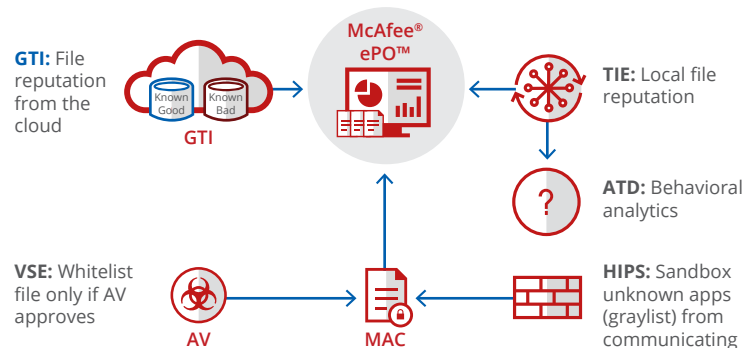 McAfee®
ePO™
GTI: File
reputation
from the
cloud
Known
Good
Known
Bad
GTI
TIE: Local file
reputation
?
ATD: Behavioral
analytics
VSE: Whitelist
file only if AV
approves
AV
MAC
HIPS: Sandbox
unknown apps
(graylist) from
communicating